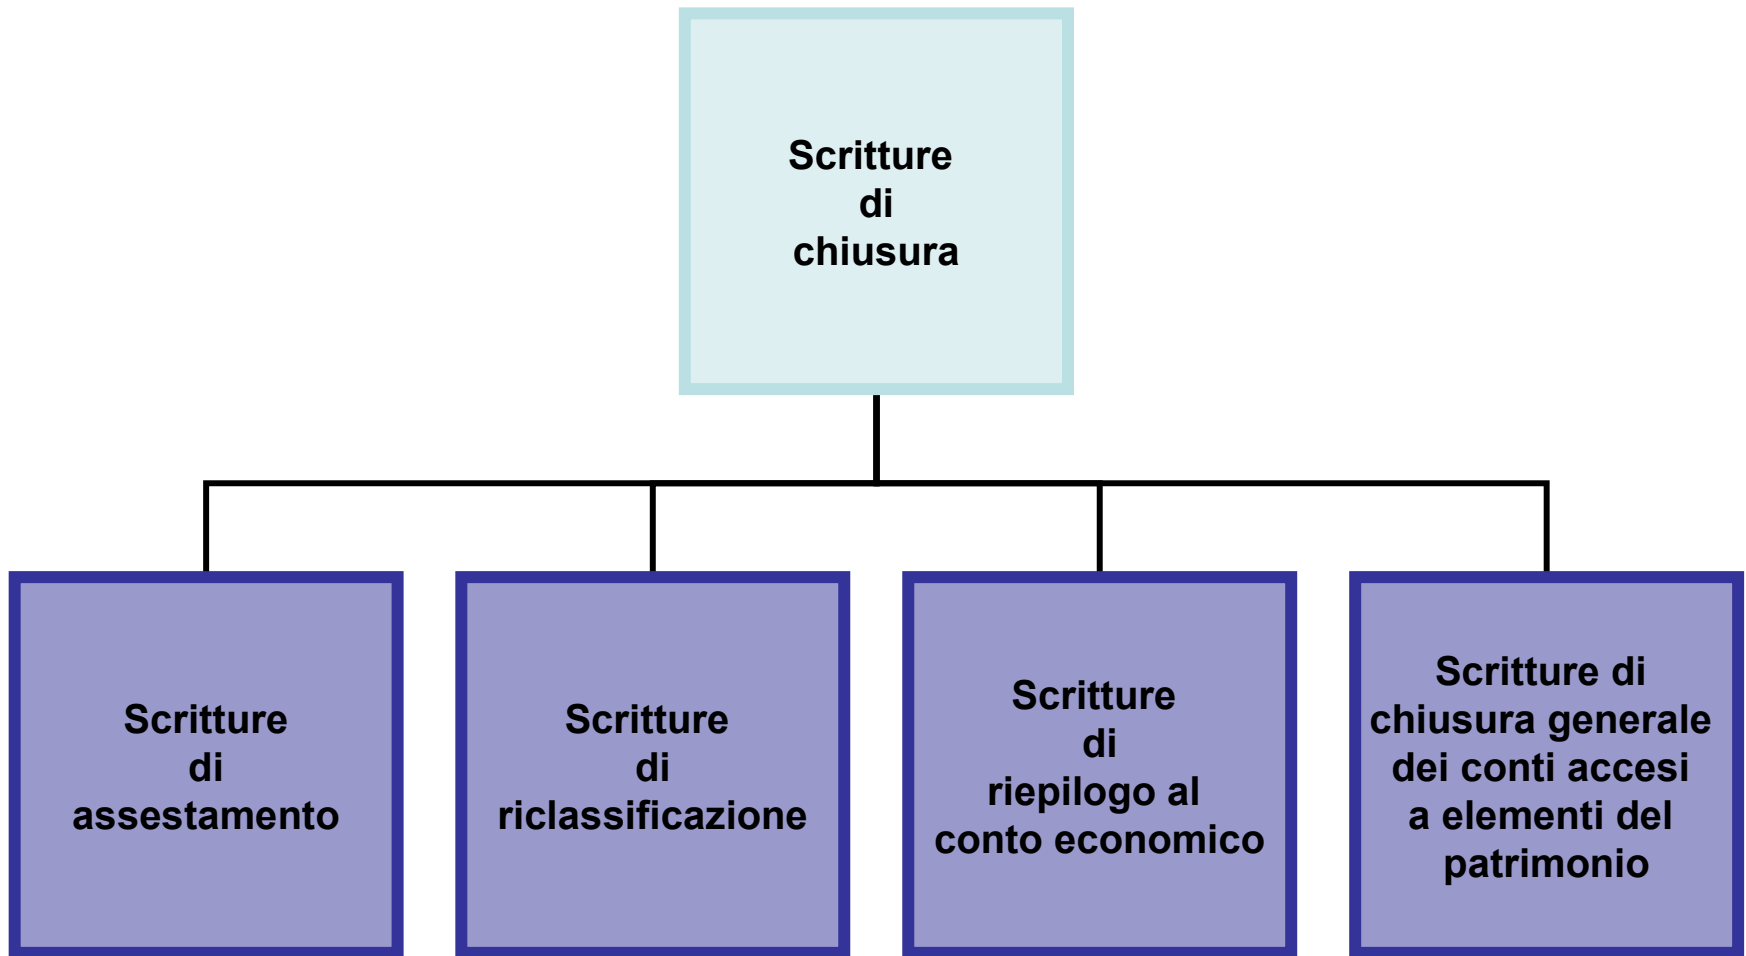 Scritture
di
chiusura
Scritture
di
assestamento
Scritture
di
riclassificazione
Scritture
di
riepilogo al
conto economico
Scritture di
chiusura generale
dei conti accesi
a elementi del
patrimonio